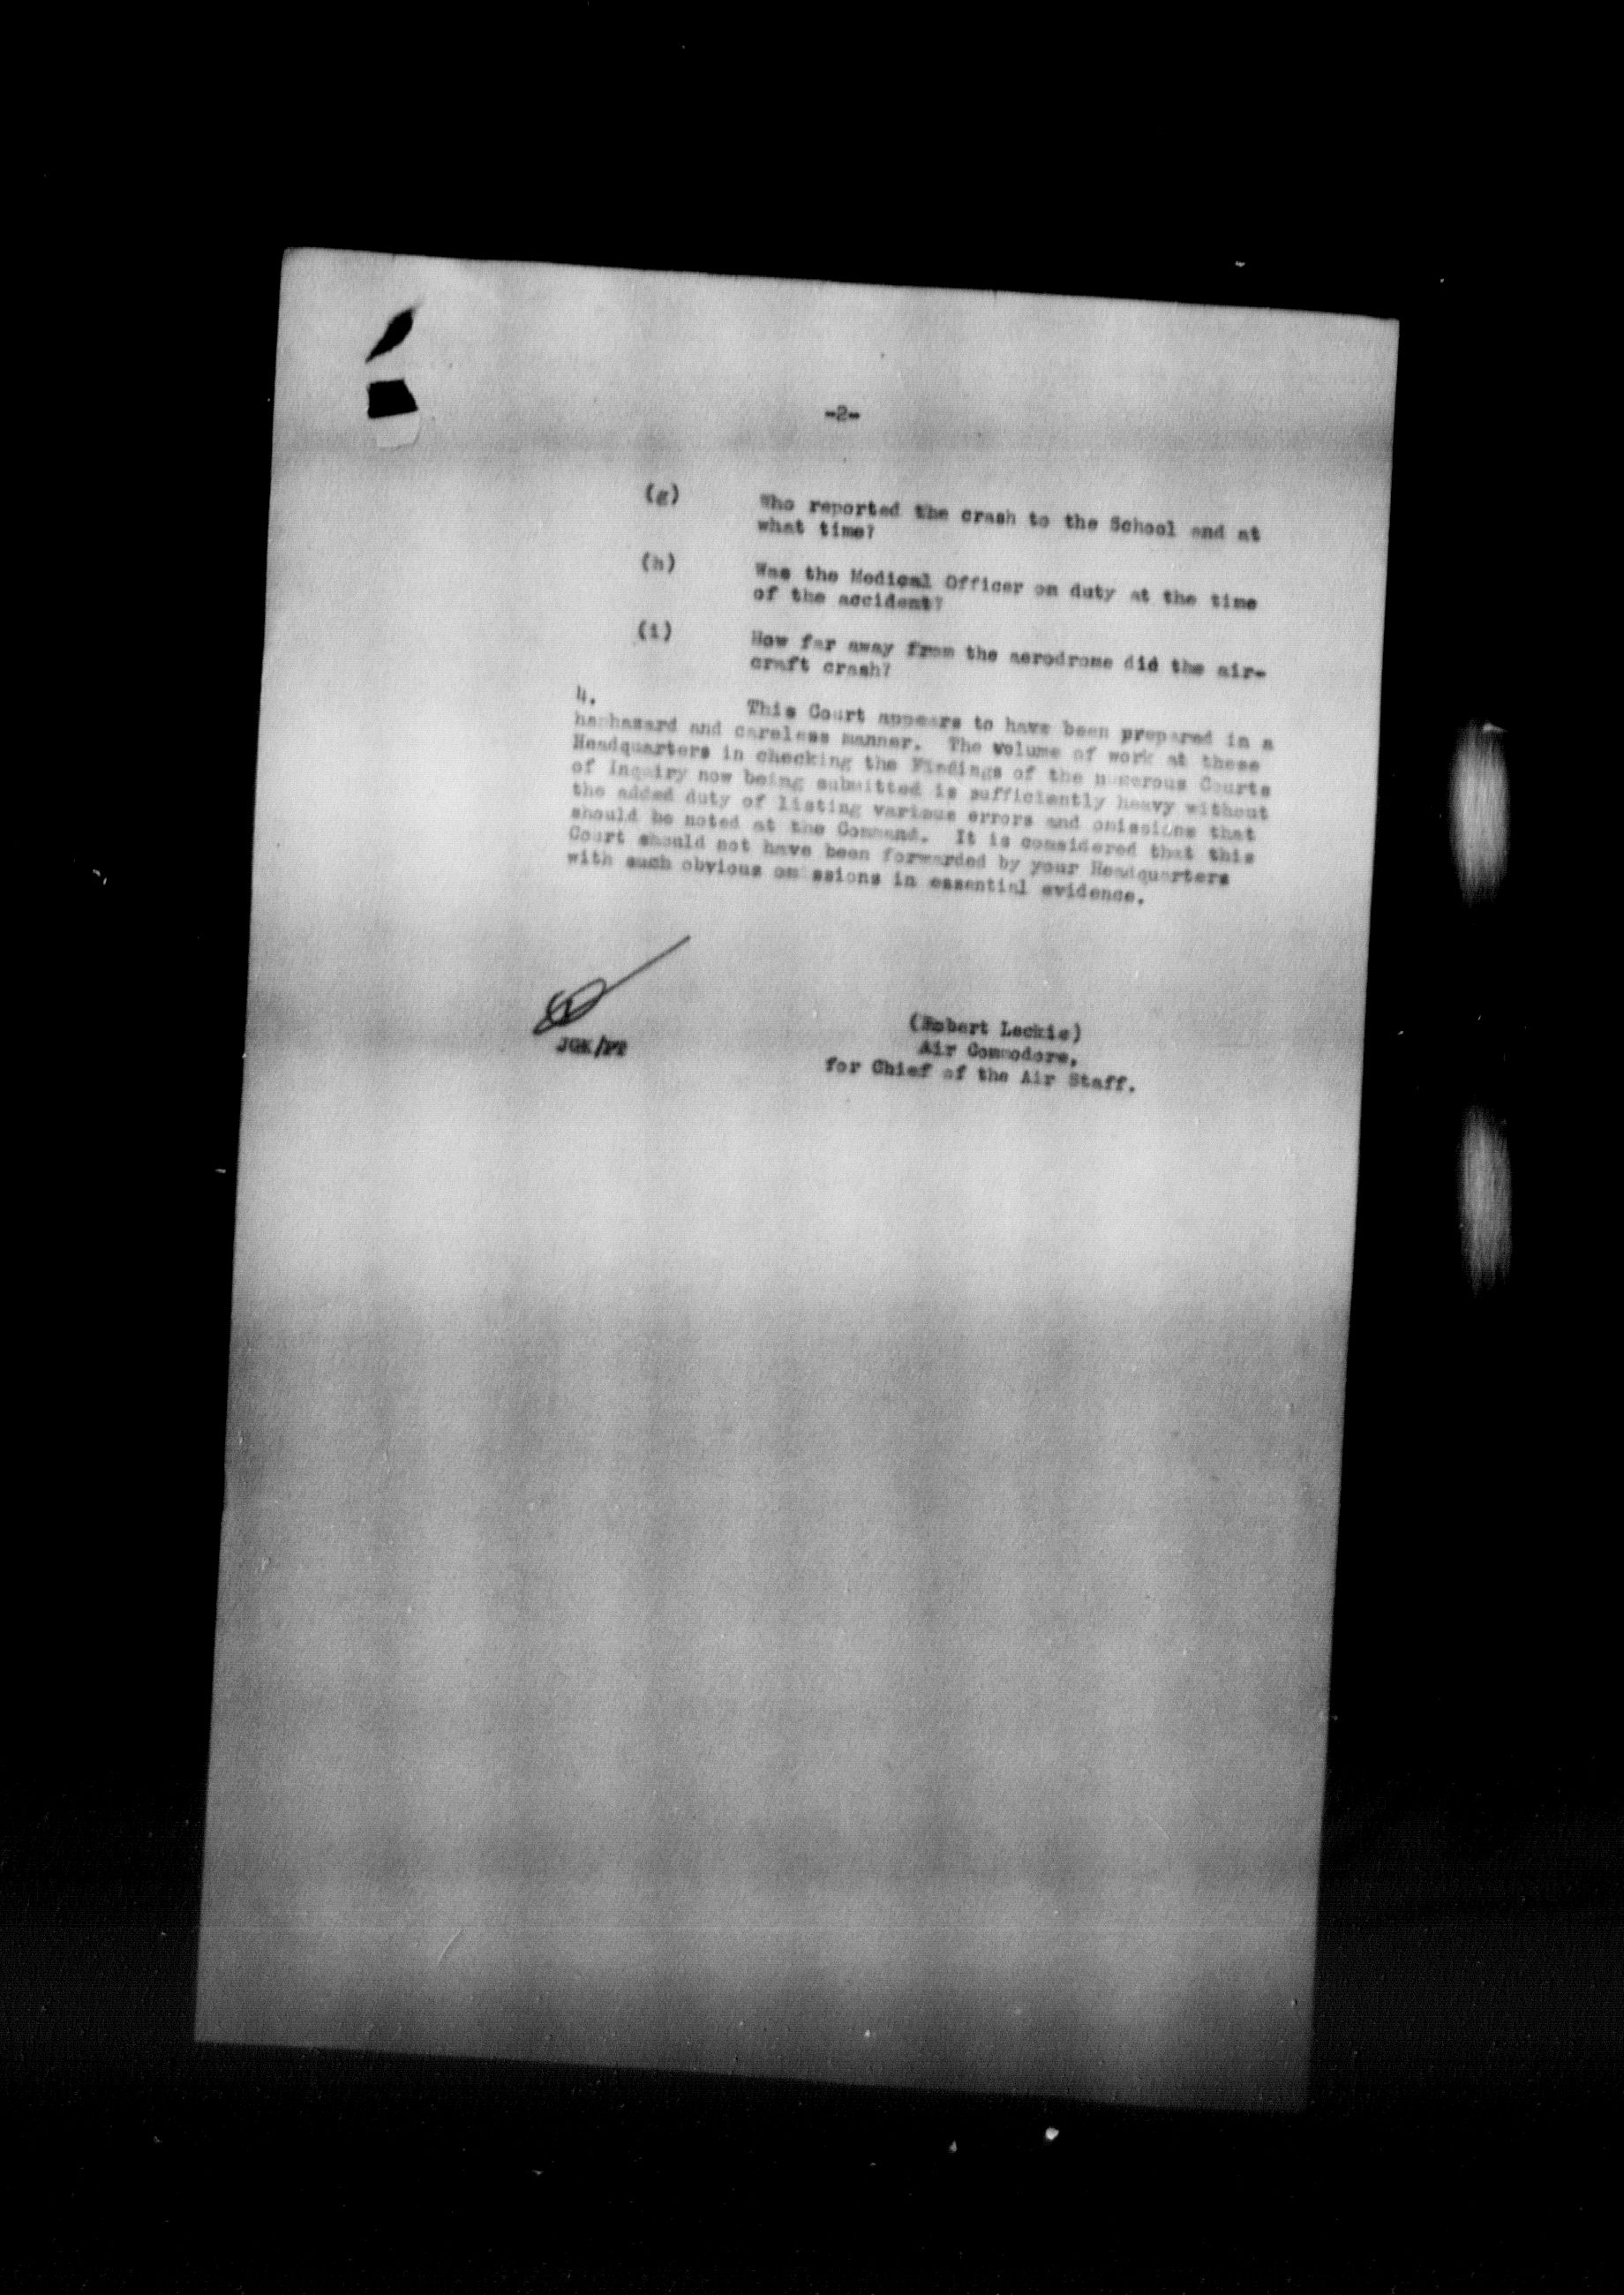 -2-
(g) Who reported the crash to the School and at
what time?
(h) Was the Medical Officer on duty at the time
of the accident?
(i) How far away from the aerodrome did the air-
craft crash?
4. This Court appears to have been prepared in a
haphazard and careless manner. The volume of work at these
Headquarters in checking the Findings of the numerous Courts
of Inquiry now being submitted is sufficiently heavy without
the added duty of listing various errors and omissions that
should be noted at the Command. It is considered that this
Court should not have been forwarded by your Headquarters
with such obvious omissions in essential evidence.
(Robert Leckie)
Air Commodore,
for Chief of the Air Staff.
JGK/PT